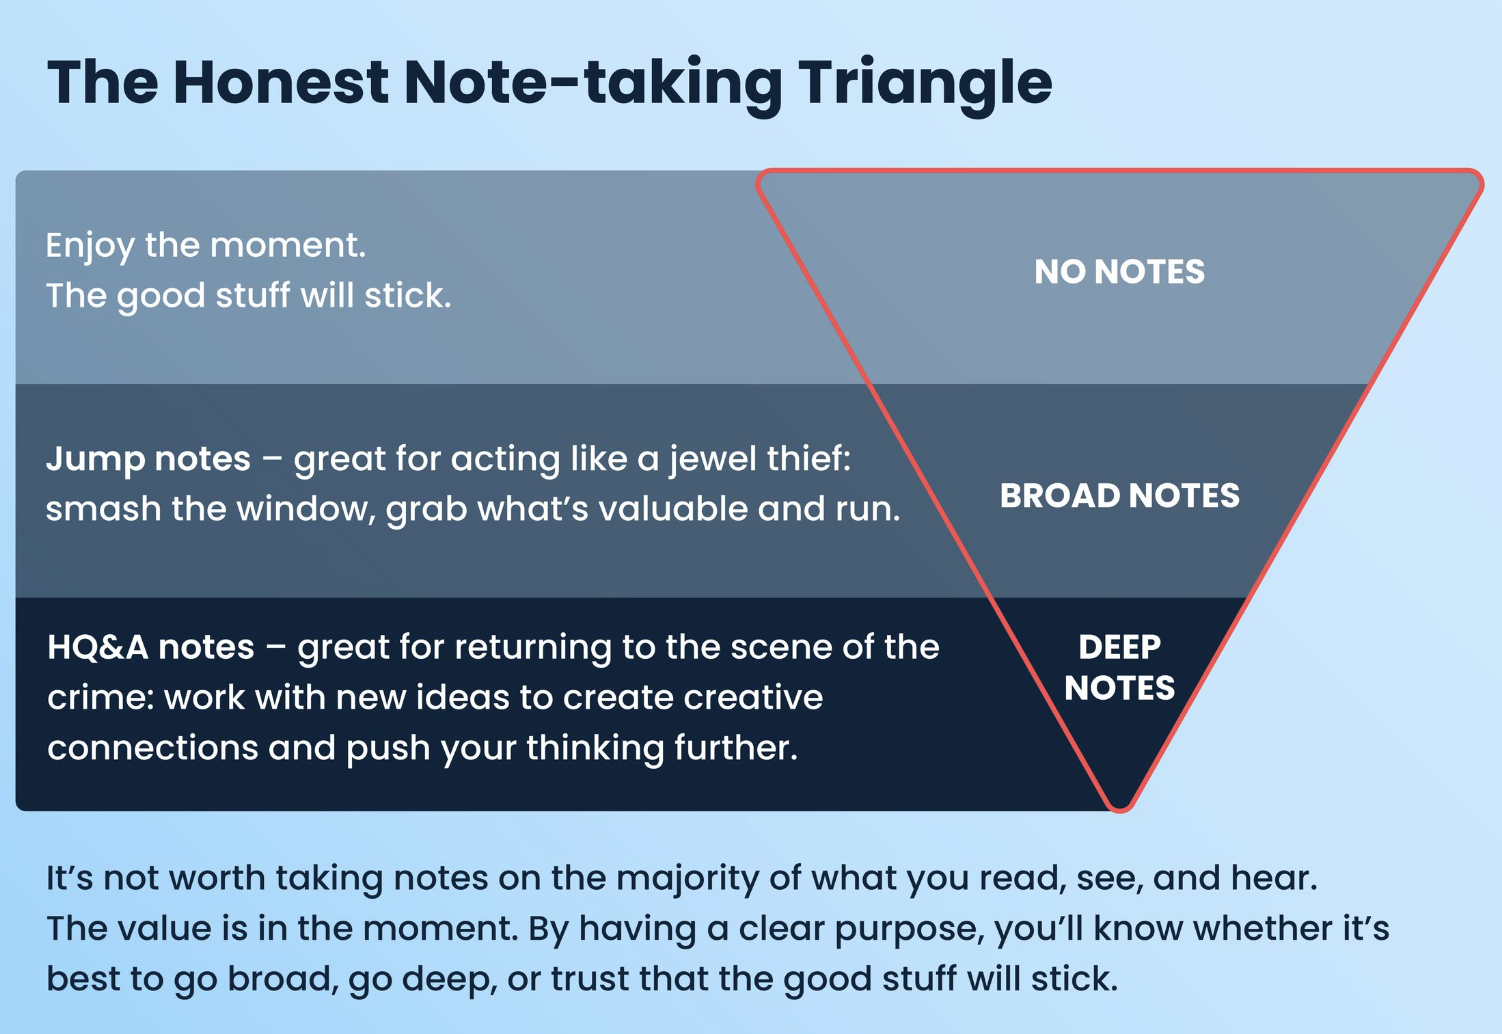 The Honest Note-taking Triangle
Enjoy the moment.
The good stuff will stick.
NO NOTES
Jump notes – great for acting like a jewel thief:
smash the window, grab what’s valuable and run.
BROAD NOTES
HQ&A notes – great for returning to the scene of the
crime: work with new ideas to create creative
connections and push your thinking further.
DEEP
NOTES
It’s not worth taking notes on the majority of what you read, see, and hear.
The value is in the moment. By having a clear purpose, you’ll know whether it’s
best to go broad, go deep, or trust that the good stuff will stick.